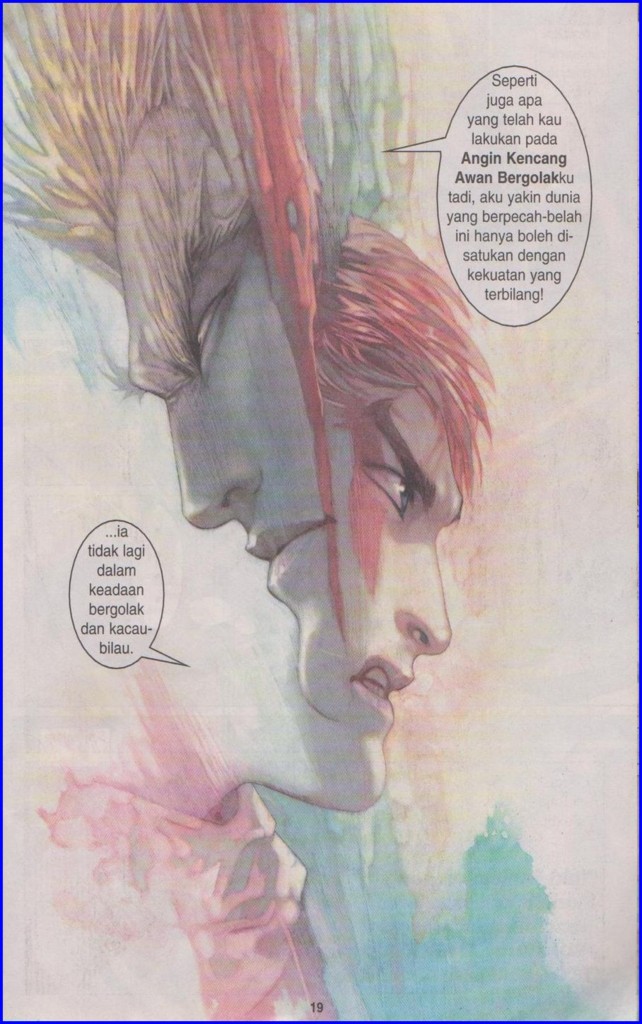 Seperti
juga apa
yang telah kau
lakukan pada
Angin Kencang
Awan Bergolakku
tadi, aku yakin dunia
yang berpecah-belah
ini hanya boleh di-
satukan dengan
kekuatan yang
terbilang!
...ia
tidak lagi
dalam
keadaan
bergolak
dan kacau-
bilau.
19